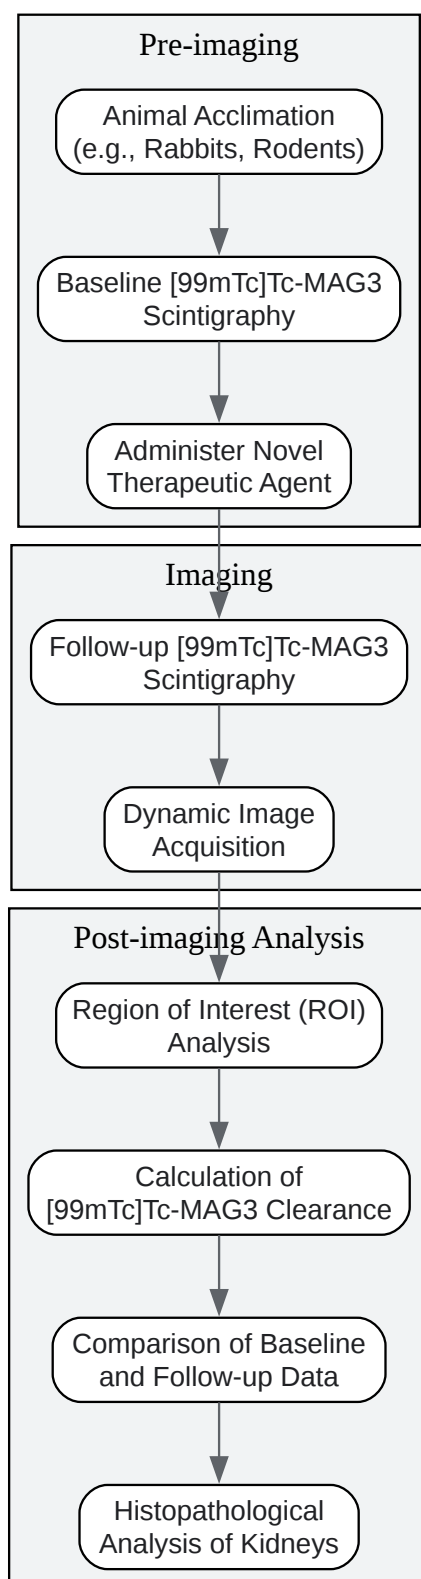 Pre-imaging
Animal Acclimation
(e.g., Rabbits, Rodents)
Baseline [99mTc]Tc-MAG3
Scintigraphy
Administer Novel
Therapeutic Agent
Imaging
Follow-up [99mTc]Tc-MAG3
Scintigraphy
Dynamic Image
Acquisition
Post-imaging Analysis
Region of Interest (ROI)
Analysis
Calculation of
[99mTc]Tc-MAG3 Clearance
Comparison of Baseline
and Follow-up Data
Histopathological
Analysis of Kidneys